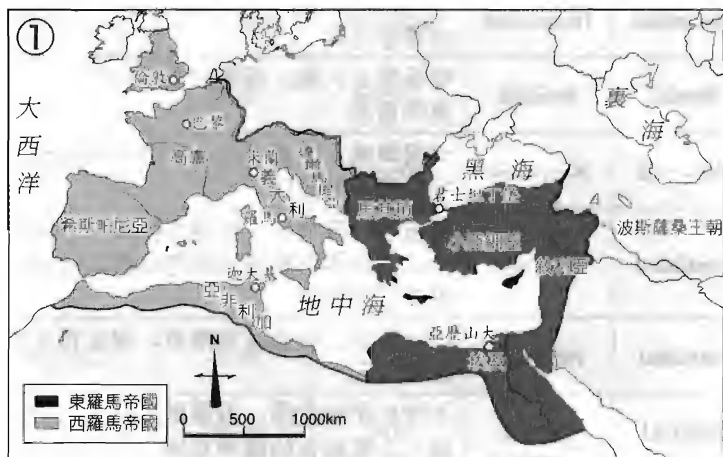 ①
倫敦
大西洋
巴黎
高盧
米蘭
義大利
羅馬
希斯帕尼亞
迦太基
亞非利加
地中海
黑海
裏海
君士坦丁堡
小亞細亞
敘利亞
波斯薩桑王朝
亞歷山大
埃及
N
東羅馬帝國
西羅馬帝國
0 500 1000km